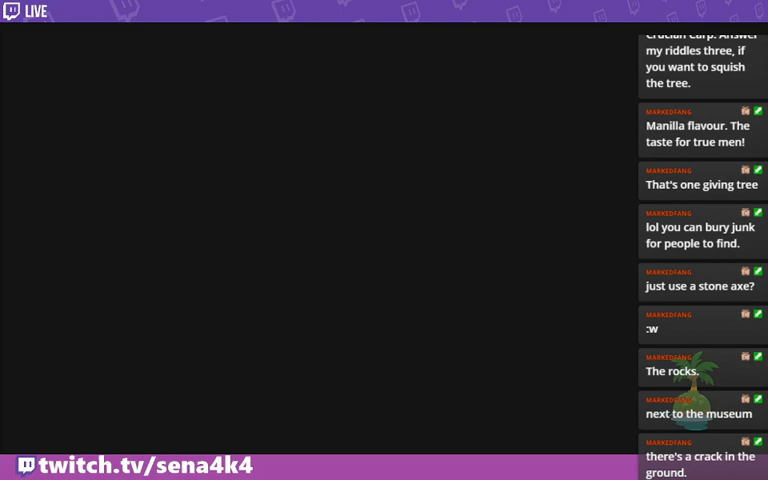 LIVE
Crucian Carp. Answer
my riddles three, if
you want to squish
the tree.
MARKEDFANG
Manilla flavour. The
taste for true men!
MARKEDFANG
That's one giving tree
MARKEDFANG
lol you can bury junk
for people to find.
MARKEDFANG
just use a stone axe?
MARKEDFANG
:w
MARKEDFANG
The rocks.
MARKEDFANG
next to the museum
MARKEDFANG
there's a crack in the
ground.
twitch.tv/sena4k4